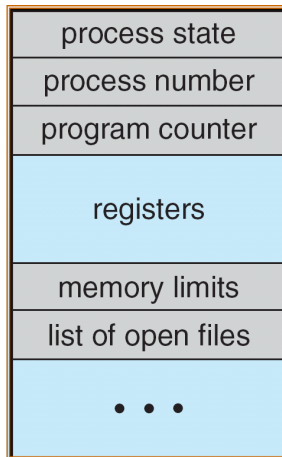 process state
process number
program counter
registers
memory limits
list of open files
• • •